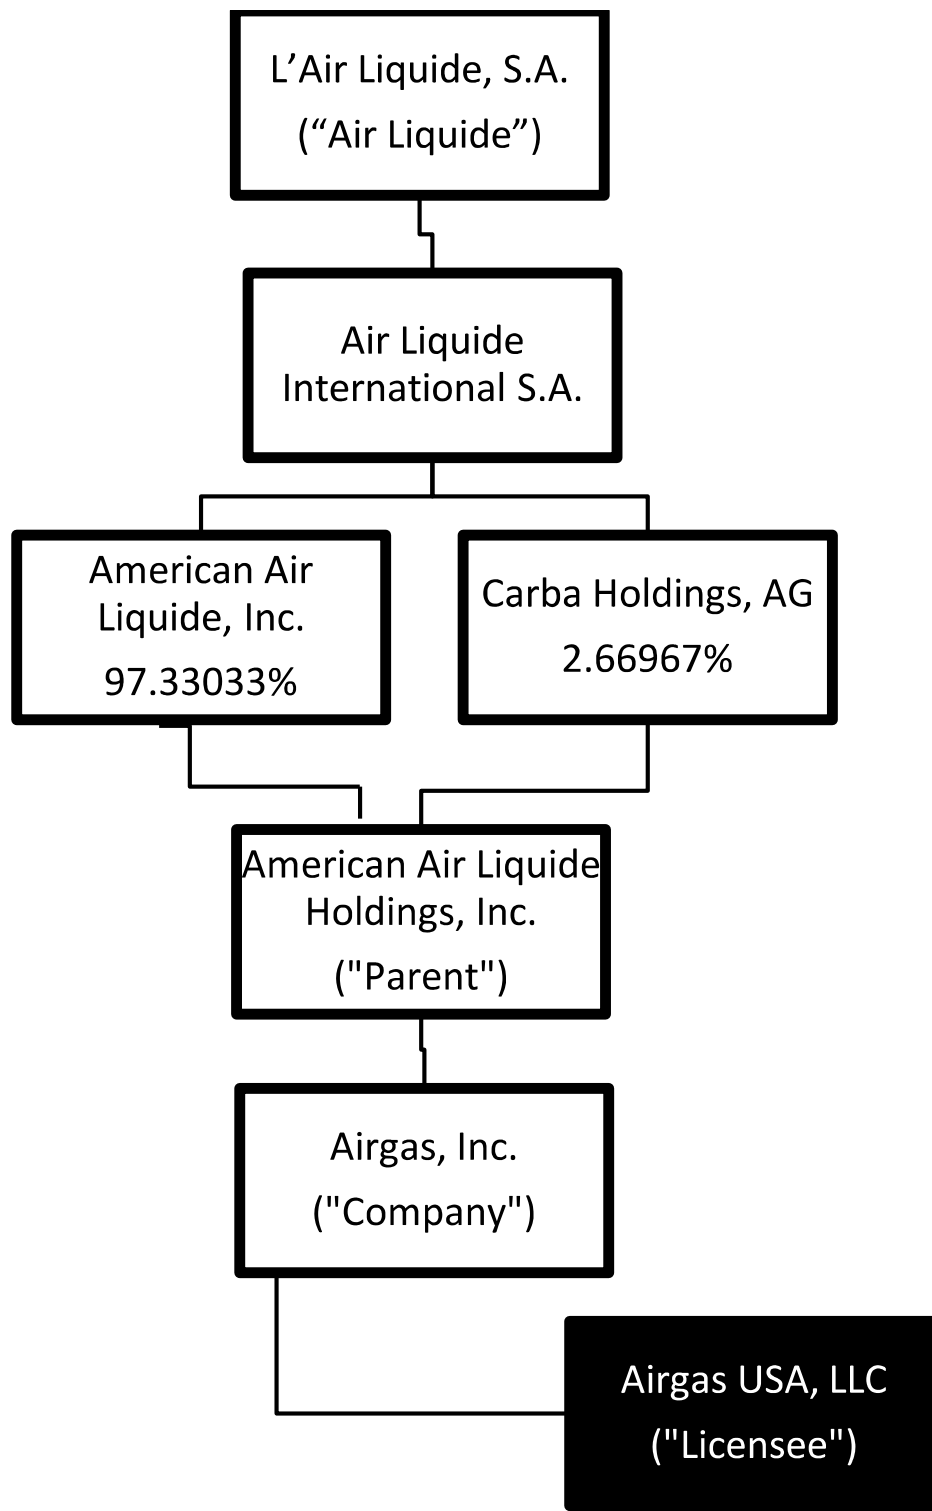 L’Air Liquide, S.A.
(“Air Liquide”)
Air Liquide
International S.A.
American Air
Liquide, Inc.
97.33033%
Carba Holdings, AG
2.66967%
American Air Liquide
Holdings, Inc.
("Parent")
Airgas, Inc.
("Company")
Airgas USA, LLC
("Licensee")